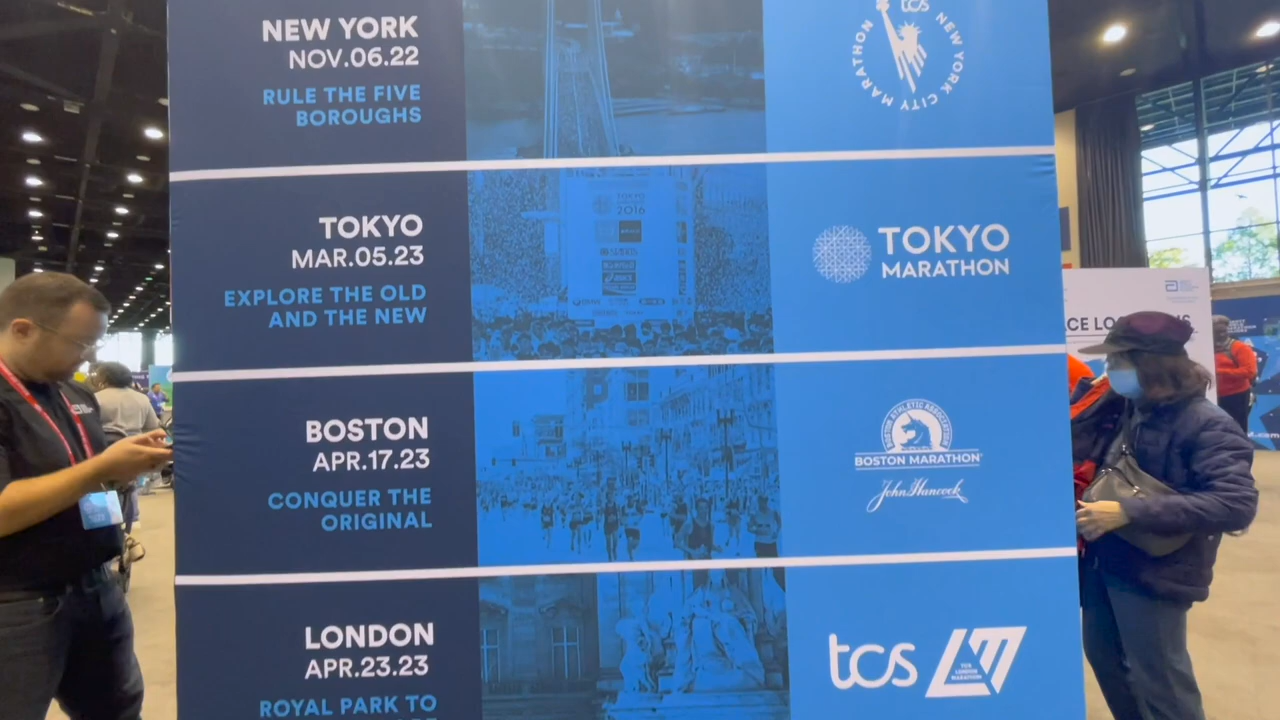 NEW YORK
NOV.06.22
RULE THE FIVE
BOROUGHS
tcs
NEW YORK CITY MARATHON
TOKYO
MAR.05.23
EXPLORE THE OLD
AND THE NEW
TOKYO
2016
TOKYO
MARATHON
BOSTON
APR.17.23
CONQUER THE
ORIGINAL
BOSTON ATHLETIC ASSOCIATION
BOSTON MARATHON
John Hancock
LONDON
APR.23.23
ROYAL PARK TO
tcs
TCS
LONDON
MARATHON